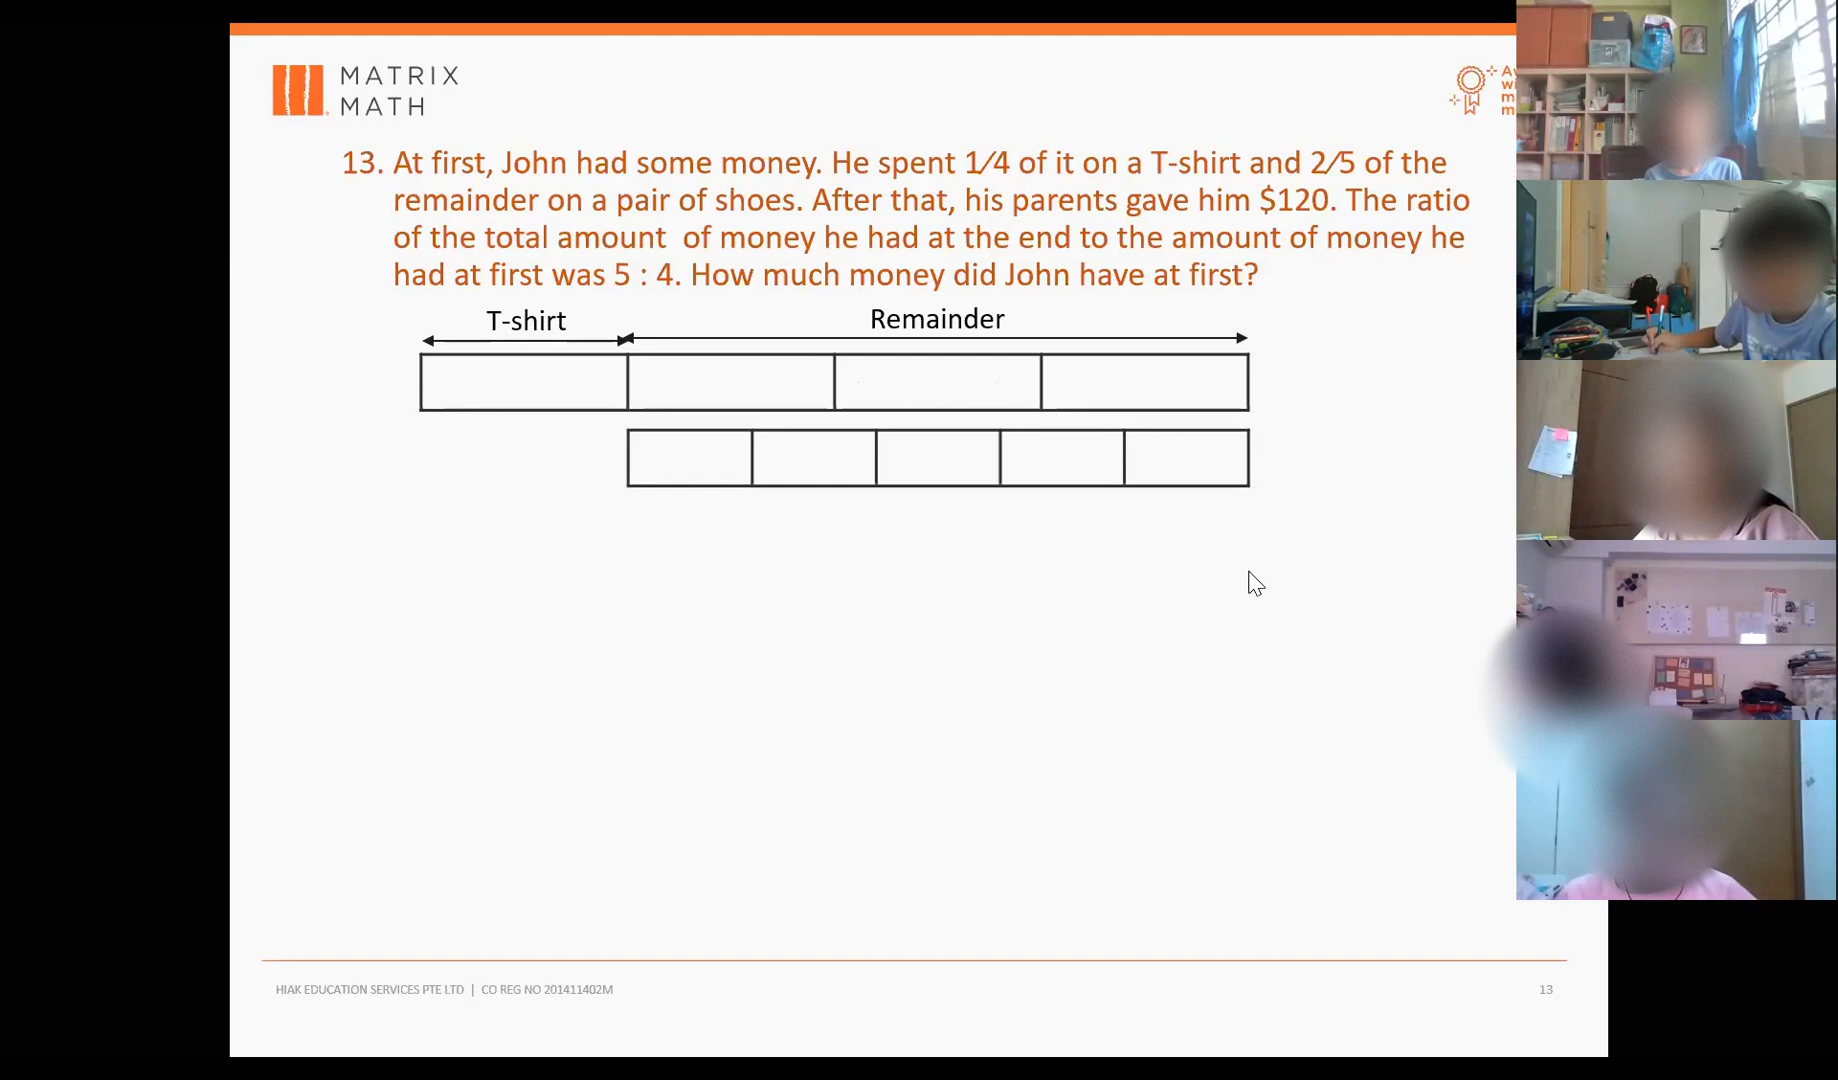 MATRIX
MATH
13. At first, John had some money. He spent 1⁄4 of it on a T-shirt and 2⁄5 of the
remainder on a pair of shoes. After that, his parents gave him $120. The ratio
of the total amount  of money he had at the end to the amount of money he
had at first was 5 : 4. How much money did John have at first?
T-shirt
Remainder
HIAK EDUCATION SERVICES PTE LTD | CO REG NO 201411402M
13